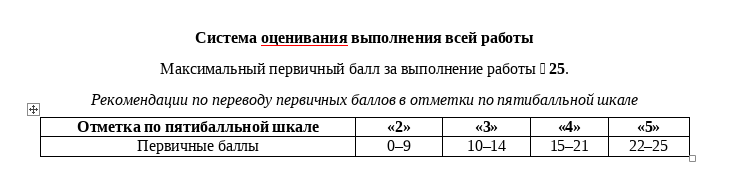 Система оценивания выполнения всей работы
Максимальный первичный балл за выполнение работы  25.
Рекомендации по переводу первичных баллов в отметки по пятибалльной шкале
Отметка по пятибалльной шкале «2» «3» «4» «5»
Первичные баллы 0–9 10–14 15–21 22–25